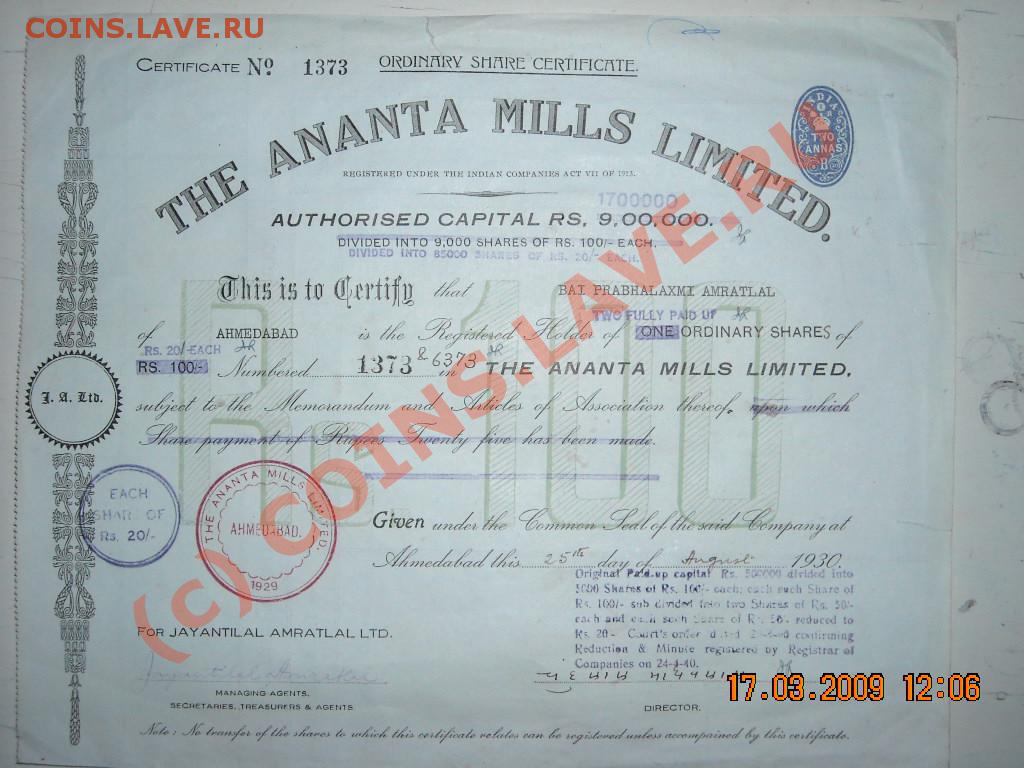 COINS.LAVE.RU
CERTIFICATE Nº 1373 ORDINARY SHARE CERTIFICATE.
THE ANANTA MILLS LIMITED.
INDIA
TWO
ANNAS
B
REGISTERED UNDER THE INDIAN COMPANIES ACT VII OF 1913.
1700000
AUTHORISED CAPITAL RS, 9,00,000.
DIVIDED INTO 9,000 SHARES OF RS. 100/- EACH.
DIVIDED INTO 85000 SHARES OF RS. 20/- EACH.
Rs 100
This is to Certify that BAI PRABHALAXMI AMRATLAL
TWO FULLY PAID UP
of AHMEDABAD is the Registered Holder of ONE ORDINARY SHARES of
RS. 20/- EACH
RS. 100/- Numbered 1373 & 6373 in THE ANANTA MILLS LIMITED,
J. A. Ltd.
subject to the Memorandum and Articles of Association thereof, upon which
Share payment of Rupees Twenty five has been made.
EACH
SHARE OF
Rs. 20/-
THE ANANTA MILLS LIMITED.
AHMEDABAD.
1929
Given under the Common Seal of the said Company at
Ahmedabad this 25th day of August 1930.
Original Paid-up capital Rs. 500000 divided into
5000 Shares of Rs. 100/- each; each such Share of
Rs. 100/- sub divided into two Shares of Rs. 50/-
each and each such Share of Rs. 50/- reduced to
Rs. 20/- Court's order dated confirming
Reduction & Minute registered by Registrar of
Companies on 24-4-40.
FOR JAYANTILAL AMRATLAL LTD.
Jayantilal Amratlal
MANAGING AGENTS,
SECRETARIES, TREASURERS & AGENTS
DIRECTOR.
Note: No transfer of the shares to which this certificate relates can be registered unless accompanied by this certificate.
(c) COINS.LAVE.RU
17.03.2009 12:06